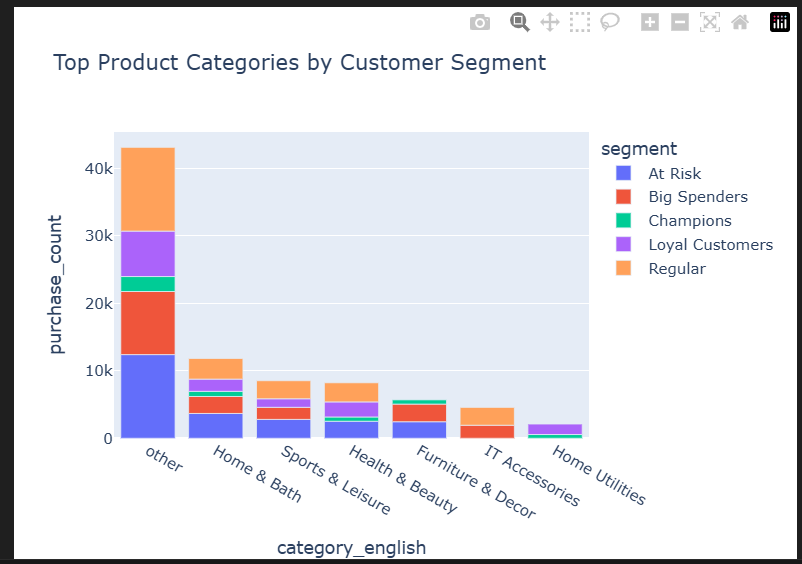 Top Product Categories by Customer Segment
segment
At Risk
Big Spenders
Champions
Loyal Customers
Regular
purchase_count
40k
30k
20k
10k
0
other
Home & Bath
Sports & Leisure
Health & Beauty
Furniture & Decor
IT Accessories
Home Utilities
category_english